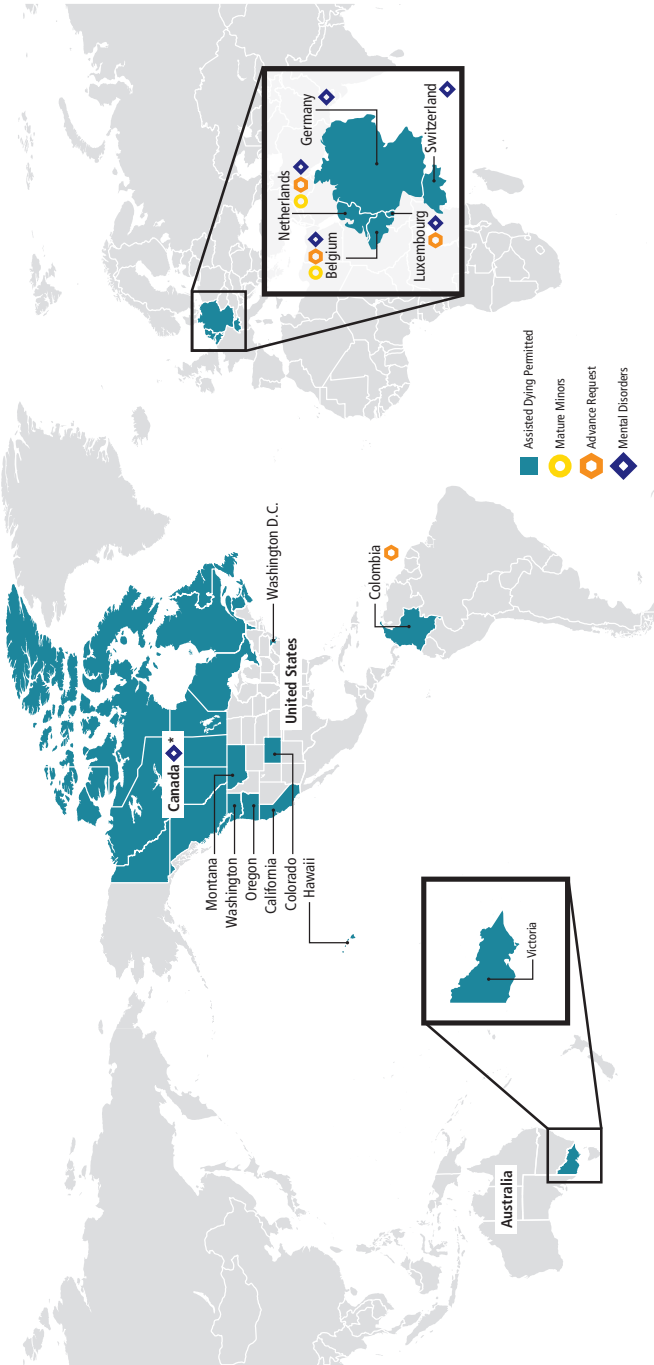 Canada *
Montana
Washington
Oregon
California
Colorado
Hawaii
United States
Washington D.C.
Colombia
Netherlands
Germany
Belgium
Luxembourg
Switzerland
Australia
Victoria
Assisted Dying Permitted
Mature Minors
Advance Request
Mental Disorders